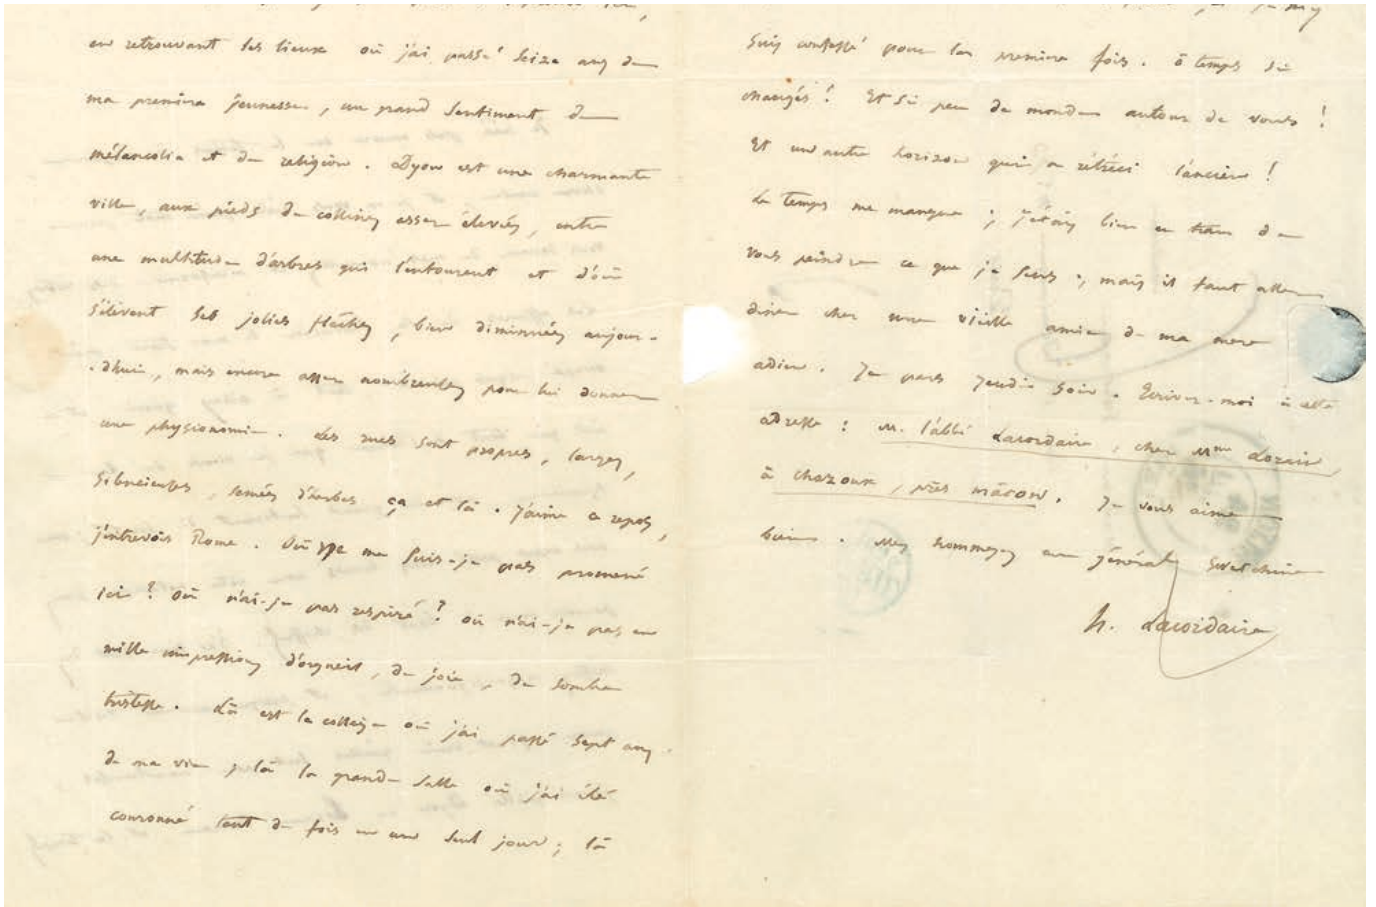 en retrouvant les lieux où j'ai passé seize ans de
ma première jeunesse, un grand sentiment de
mélancolie et de religion. Dijon est une charmante
ville, aux pieds de collines assez élevées, entre
une multitude d'arbres qui l'entourent et d'où
s'élèvent ses jolies flèches, bien diminuées aujour-
d'hui, mais encore assez nombreuses pour lui donner
une physionomie. Les rues sont propres, larges,
silencieuses, semées d'arbres çà et là. J'aime ce repos,
j'entrevois Rome. Où ne me suis-je pas promené
ici ? où n'ai-je pas respiré ? où n'ai-je pas eu
mille impressions d'orgueil, de joie, de sombre
tristesse. Là est le collège où j'ai passé sept ans
de ma vie ; là la grande salle où j'ai été
couronné tant de fois en un seul jour ; là
suis confessé pour la première fois. ô temps si
changés ! Et si peu de mondes autour de vous !
Et un autre horizon qui a rétréci l'ancien !
Le temps me manque ; j'étais bien en train de
vous peindre ce que je sens ; mais il faut aller
diner chez une vieille amie de ma mère
adieu. Je pars jeudi soir. Ecrivez-moi à cette
adresse : M. l'abbé Lacordaire, chez Mme Lorain
à Chazoux, près Mâcon. Je vous aime
bien. Mes hommages au général Swetchine
h. Lacordaire